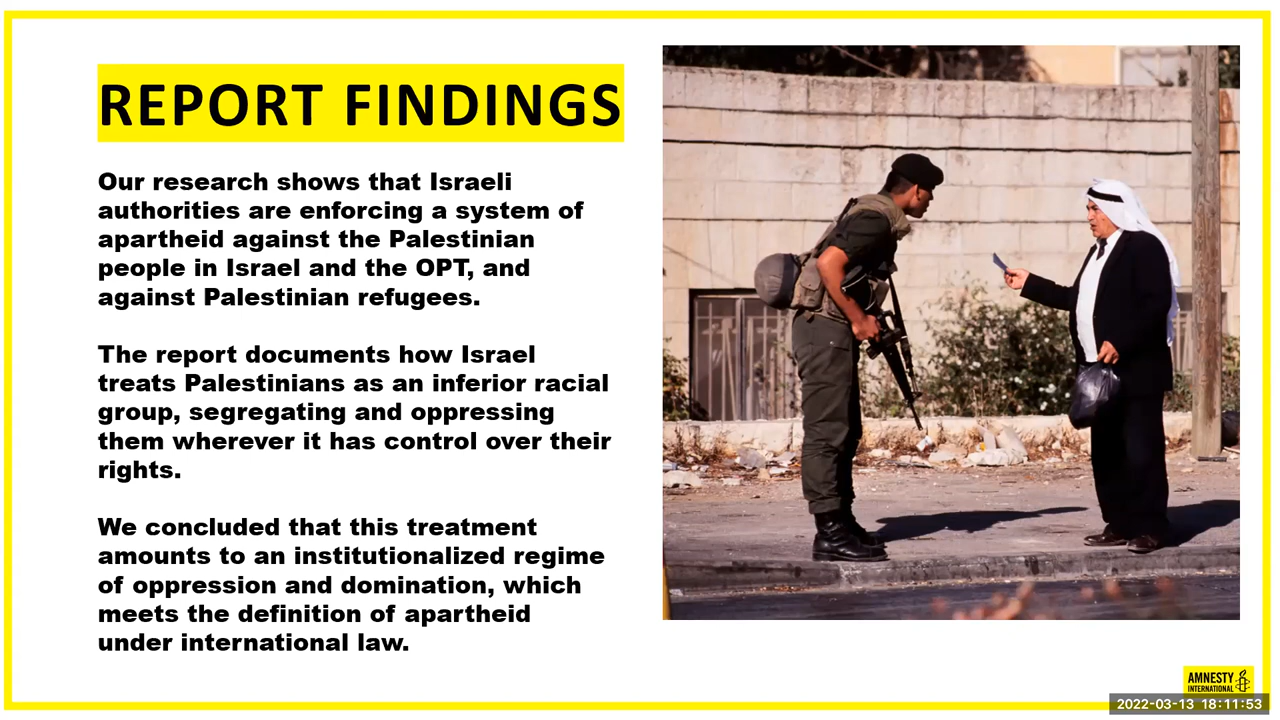 REPORT FINDINGS
Our research shows that Israeli
authorities are enforcing a system of
apartheid against the Palestinian
people in Israel and the OPT, and
against Palestinian refugees.
The report documents how Israel
treats Palestinians as an inferior racial
group, segregating and oppressing
them wherever it has control over their
rights.
We concluded that this treatment
amounts to an institutionalized regime
of oppression and domination, which
meets the definition of apartheid
under international law.
AMNESTY
INTERNATIONAL
2022-03-13 18:11:53